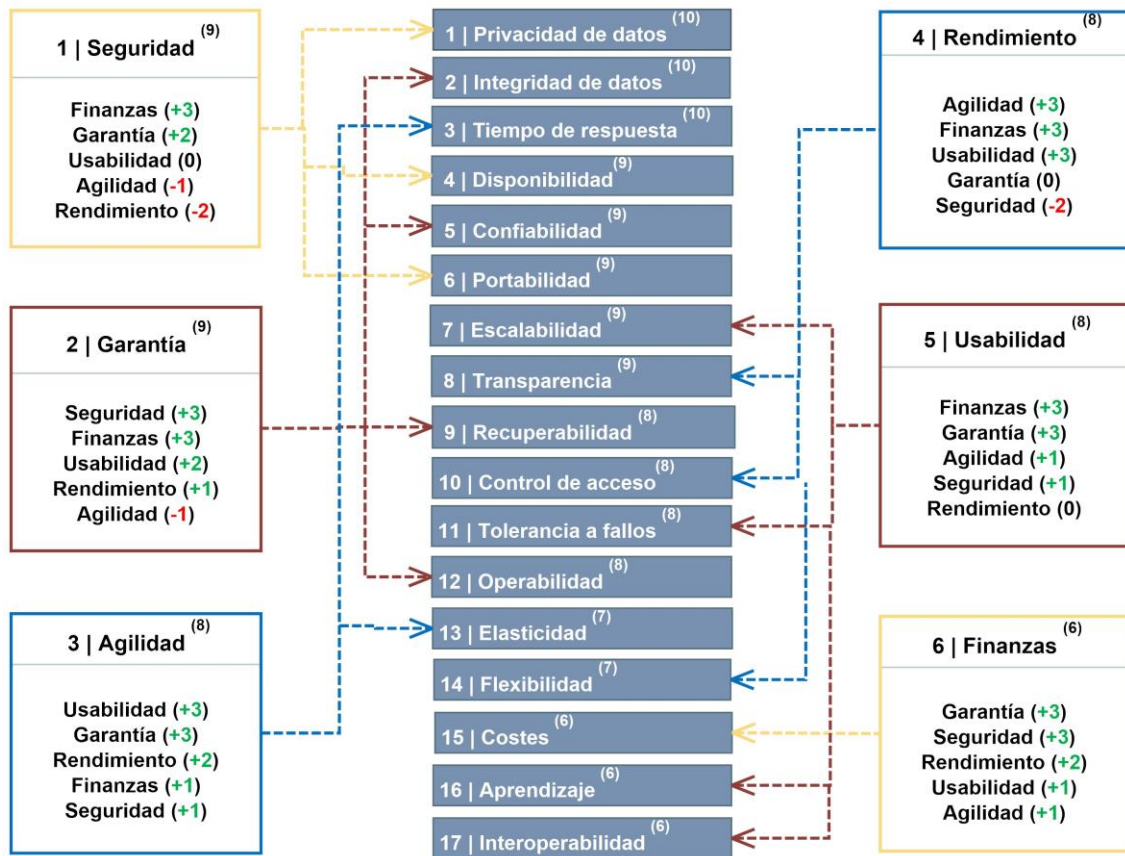 1 | Seguridad (9)
Finanzas (+3)
Garantía (+2)
Usabilidad (0)
Agilidad (-1)
Rendimiento (-2)
2 | Garantía (9)
Seguridad (+3)
Finanzas (+3)
Usabilidad (+2)
Rendimiento (+1)
Agilidad (-1)
3 | Agilidad (8)
Usabilidad (+3)
Garantía (+3)
Rendimiento (+2)
Finanzas (+1)
Seguridad (+1)
1 | Privacidad de datos (10)
2 | Integridad de datos (10)
3 | Tiempo de respuesta (10)
4 | Disponibilidad (9)
5 | Confiabilidad (9)
6 | Portabilidad (9)
7 | Escalabilidad (9)
8 | Transparencia (9)
9 | Recuperabilidad (8)
10 | Control de acceso (8)
11 | Tolerancia a fallos (8)
12 | Operabilidad (8)
13 | Elasticidad (7)
14 | Flexibilidad (7)
15 | Costes (6)
16 | Aprendizaje (6)
17 | Interoperabilidad (6)
4 | Rendimiento (8)
Agilidad (+3)
Finanzas (+3)
Usabilidad (+3)
Garantía (0)
Seguridad (-2)
5 | Usabilidad (8)
Finanzas (+3)
Garantía (+3)
Agilidad (+1)
Seguridad (+1)
Rendimiento (0)
6 | Finanzas (6)
Garantía (+3)
Seguridad (+3)
Rendimiento (+2)
Usabilidad (+1)
Agilidad (+1)